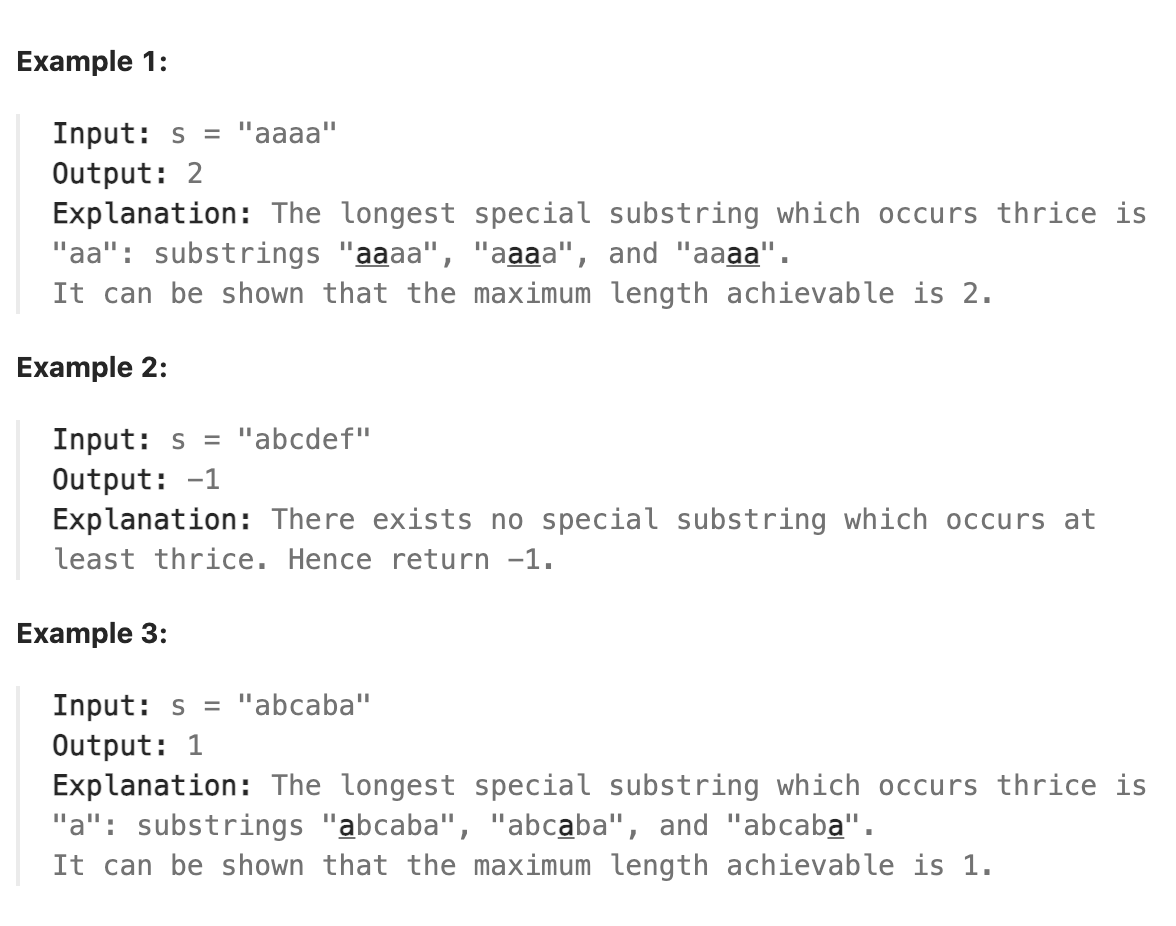 Example 1:
Input: s = "aaaa"
Output: 2
Explanation: The longest special substring which occurs thrice is
"aa": substrings "aaaa", "aaaa", and "aaaa".
It can be shown that the maximum length achievable is 2.
Example 2:
Input: s = "abcdef"
Output: -1
Explanation: There exists no special substring which occurs at
least thrice. Hence return -1.
Example 3:
Input: s = "abcaba"
Output: 1
Explanation: The longest special substring which occurs thrice is
"a": substrings "abcaba", "abcaba", and "abcaba".
It can be shown that the maximum length achievable is 1.